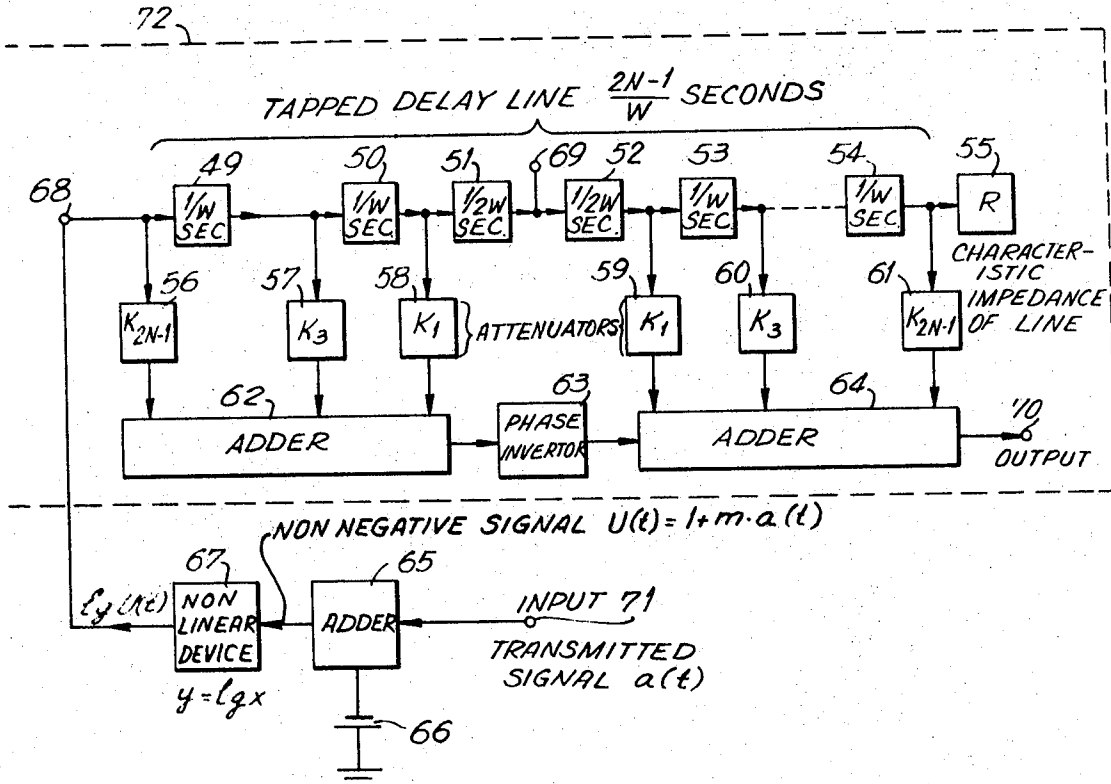 72
TAPPED DELAY LINE 2N-1/W SECONDS
49
50
51
69
52
53
54
55
68
1/W SEC.
1/W SEC.
1/2W SEC.
1/2W SEC.
1/W SEC.
1/W SEC.
R
CHARACTER-
ISTIC
IMPEDANCE
OF LINE
56
57
58
59
60
61
K2N-1
K3
K1
ATTENUATORS
K1
K3
K2N-1
62
63
64
ADDER
PHASE INVERTOR
ADDER
70
OUTPUT
NON NEGATIVE SIGNAL U(t)=1+m·a(t)
67
65
lg U(t)
NON
LINEAR
DEVICE
ADDER
INPUT 71
TRANSMITTED
SIGNAL a(t)
y=lgx
66